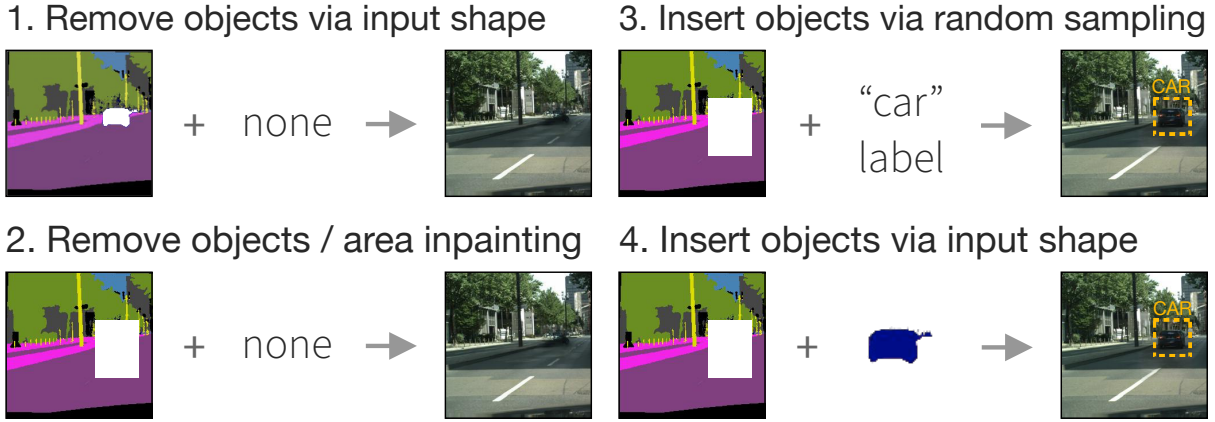 1. Remove objects via input shape
+ none
2. Remove objects / area inpainting
+ none
3. Insert objects via random sampling
+ “car”
label
CAR
4. Insert objects via input shape
+
CAR